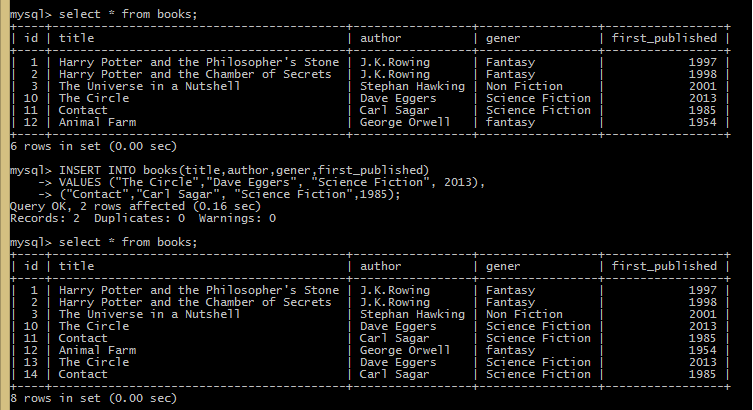 mysql> select * from books;
+----+------------------------------------------+-----------------+-----------------+-----------------+
| id | title                                    | author          | gener           | first_published |
+----+------------------------------------------+-----------------+-----------------+-----------------+
|  1 | Harry Potter and the Philosopher's Stone | J.K.Rowing      | Fantasy         |            1997 |
|  2 | Harry Potter and the Chamber of Secrets  | J.K.Rowing      | Fantasy         |            1998 |
|  3 | The Universe in a Nutshell               | Stephan Hawking | Non Fiction     |            2001 |
| 10 | The Circle                               | Dave Eggers     | Science Fiction |            2013 |
| 11 | Contact                                  | Carl Sagar      | Science Fiction |            1985 |
| 12 | Animal Farm                              | George Orwell   | fantasy         |            1954 |
+----+------------------------------------------+-----------------+-----------------+-----------------+
6 rows in set (0.00 sec)
mysql> INSERT INTO books(title,author,gener,first_published)
    -> VALUES ("The Circle","Dave Eggers", "Science Fiction", 2013),
    -> ("Contact","Carl Sagar", "Science Fiction",1985);
Query OK, 2 rows affected (0.16 sec)
Records: 2  Duplicates: 0  Warnings: 0
mysql> select * from books;
+----+------------------------------------------+-----------------+-----------------+-----------------+
| id | title                                    | author          | gener           | first_published |
+----+------------------------------------------+-----------------+-----------------+-----------------+
|  1 | Harry Potter and the Philosopher's Stone | J.K.Rowing      | Fantasy         |            1997 |
|  2 | Harry Potter and the Chamber of Secrets  | J.K.Rowing      | Fantasy         |            1998 |
|  3 | The Universe in a Nutshell               | Stephan Hawking | Non Fiction     |            2001 |
| 10 | The Circle                               | Dave Eggers     | Science Fiction |            2013 |
| 11 | Contact                                  | Carl Sagar      | Science Fiction |            1985 |
| 12 | Animal Farm                              | George Orwell   | fantasy         |            1954 |
| 13 | The Circle                               | Dave Eggers     | Science Fiction |            2013 |
| 14 | Contact                                  | Carl Sagar      | Science Fiction |            1985 |
+----+------------------------------------------+-----------------+-----------------+-----------------+
8 rows in set (0.00 sec)